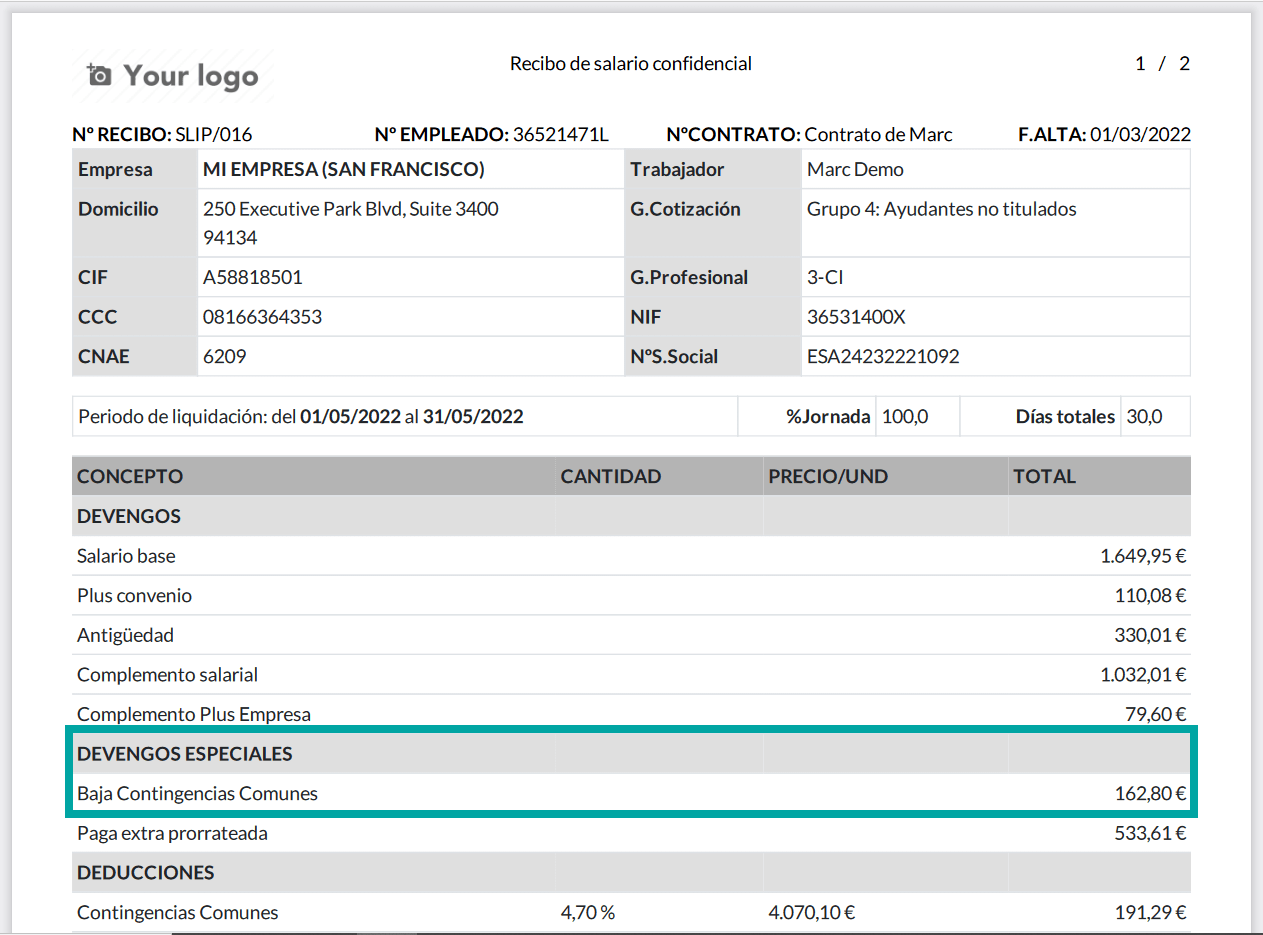 Your logo
Recibo de salario confidencial
1 / 2
Nº RECIBO: SLIP/016 Nº EMPLEADO: 36521471L NºCONTRATO: Contrato de Marc F.ALTA: 01/03/2022
Empresa MI EMPRESA (SAN FRANCISCO) Trabajador Marc Demo
Domicilio 250 Executive Park Blvd, Suite 3400 G.Cotización Grupo 4: Ayudantes no titulados
94134
CIF A58818501 G.Profesional 3-CI
CCC 08166364353 NIF 36531400X
CNAE 6209 NºS.Social ESA24232221092
Periodo de liquidación: del 01/05/2022 al 31/05/2022 %Jornada 100,0 Días totales 30,0
CONCEPTO CANTIDAD PRECIO/UND TOTAL
DEVENGOS
Salario base 1.649,95 €
Plus convenio 110,08 €
Antigüedad 330,01 €
Complemento salarial 1.032,01 €
Complemento Plus Empresa 79,60 €
DEVENGOS ESPECIALES
Baja Contingencias Comunes 162,80 €
Paga extra prorrateada 533,61 €
DEDUCCIONES
Contingencias Comunes 4,70 % 4.070,10 € 191,29 €